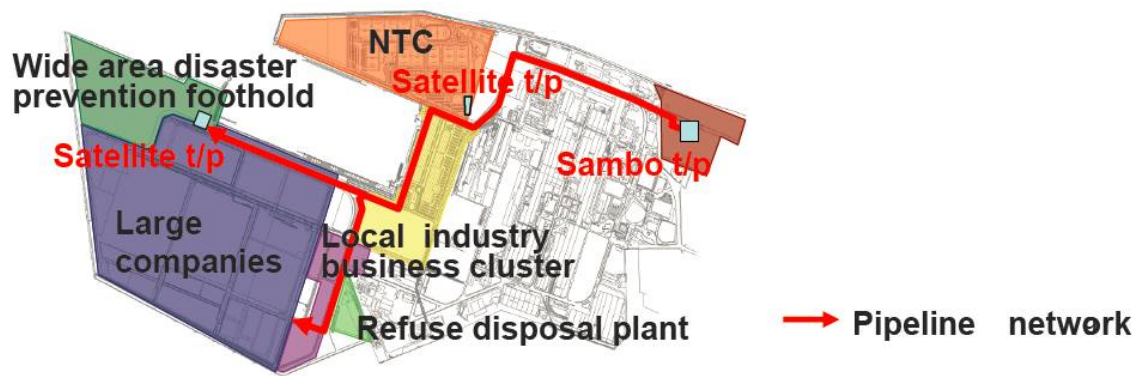 NTC
Wide area disaster
prevention foothold
Satellite t/p
Satellite t/p
Sambo t/p
Large
companies
Local industry
business cluster
Refuse disposal plant
Pipeline network